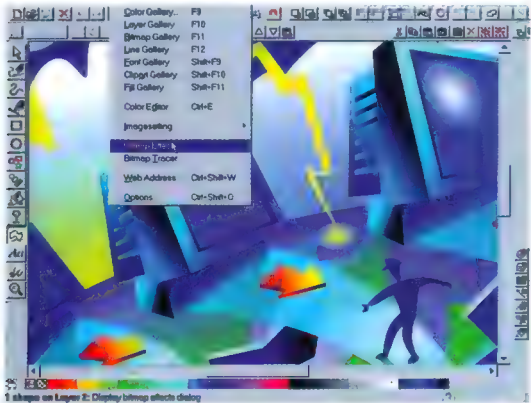 Color Gallery... F9
Layer Gallery F10
Bitmap Gallery F11
Line Gallery F12
Font Gallery Shift+F9
Clipart Gallery Shift+F10
Fill Gallery Shift+F11
Color Editor Ctrl+E
Imagesetting
Bitmap Tracer
Web Address Ctrl+Shift+W
Options Ctrl+Shift+O
1 shape on Layer 2: Display bitmap effects dialog